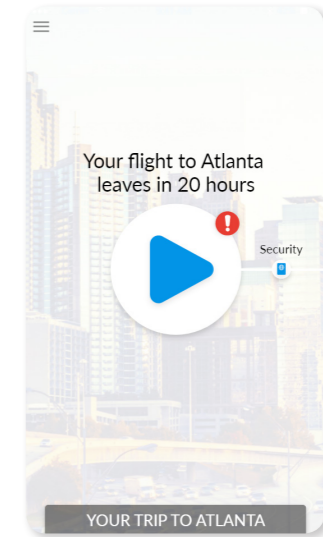 Your flight to Atlanta
leaves in 20 hours
!
Security
YOUR TRIP TO ATLANTA